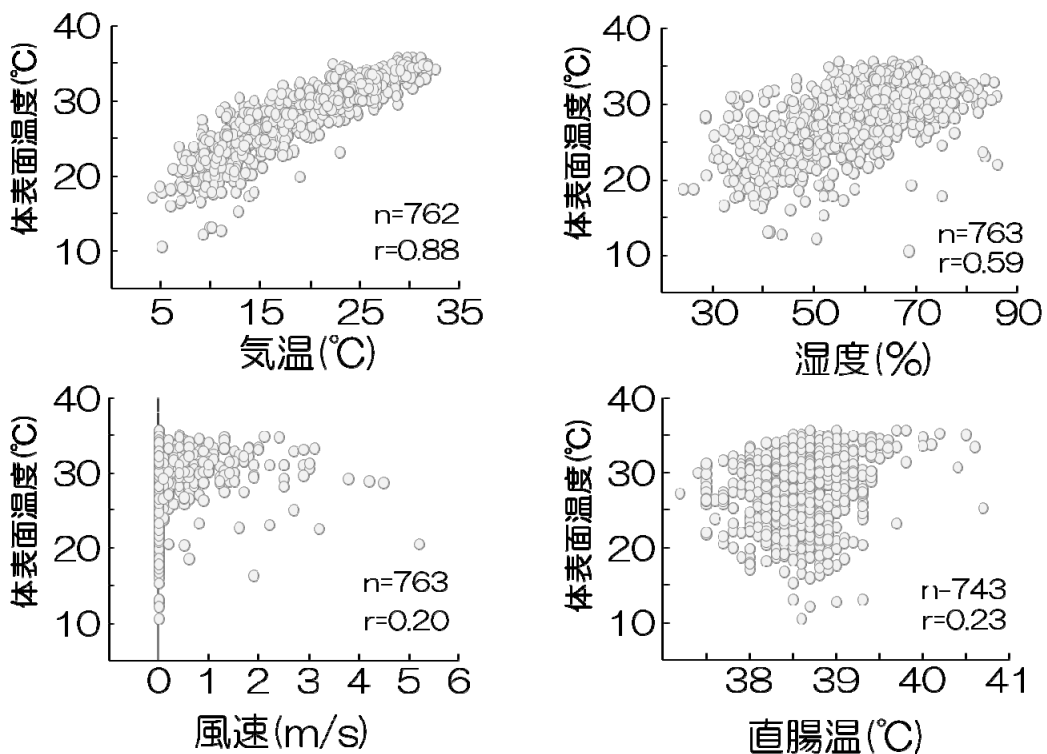 体表面温度(℃)
40
30
20
10
n=762
r=0.88
5 15 25 35
気温(℃)
体表面温度(℃)
40
30
20
10
n=763
r=0.59
30 50 70 90
湿度(%)
体表面温度(℃)
40
30
20
10
n=763
r=0.20
0 1 2 3 4 5 6
風速(m/s)
体表面温度(℃)
40
30
20
10
n-743
r=0.23
38 39 40 41
直腸温(℃)